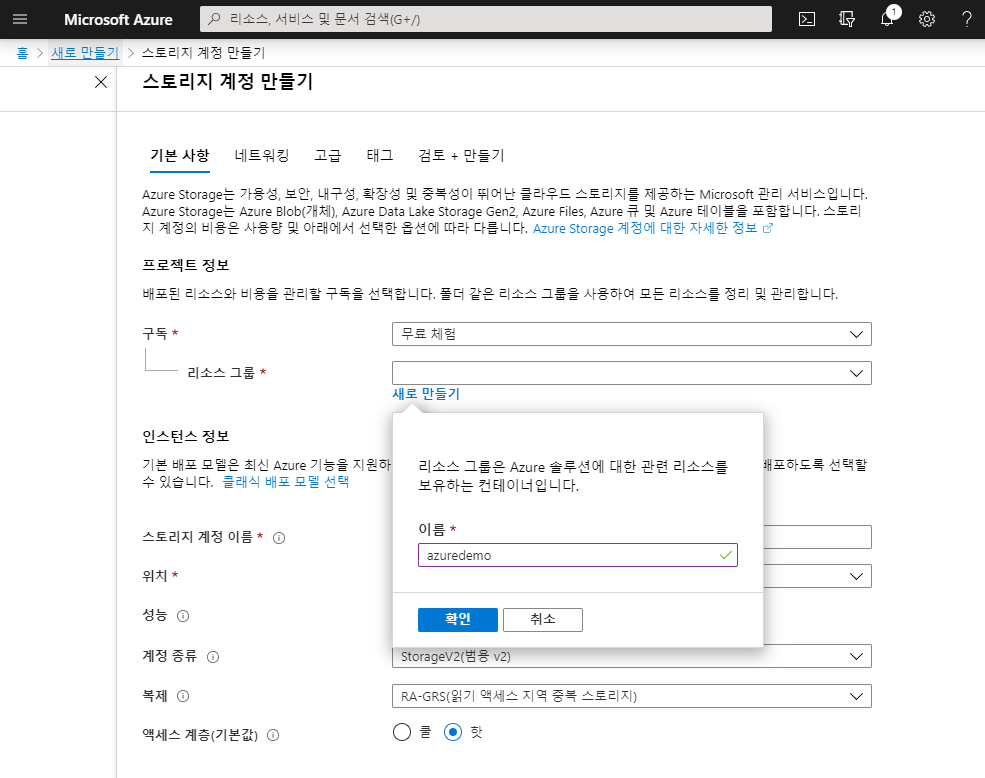 Microsoft Azure
리소스, 서비스 및 문서 검색(G+/)
1
홈 > 새로 만들기 > 스토리지 계정 만들기
스토리지 계정 만들기
기본 사항 네트워킹 고급 태그 검토 + 만들기
Azure Storage는 가용성, 보안, 내구성, 확장성 및 중복성이 뛰어난 클라우드 스토리지를 제공하는 Microsoft 관리 서비스입니다.
Azure Storage는 Azure Blob(개체), Azure Data Lake Storage Gen2, Azure Files, Azure 큐 및 Azure 테이블을 포함합니다. 스토리
지 계정의 비용은 사용량 및 아래에서 선택한 옵션에 따라 다릅니다. Azure Storage 계정에 대한 자세한 정보
프로젝트 정보
배포된 리소스와 비용을 관리할 구독을 선택합니다. 폴더 같은 리소스 그룹을 사용하여 모든 리소스를 정리 및 관리합니다.
구독 *
무료 체험
리소스 그룹 *
새로 만들기
리소스 그룹은 Azure 솔루션에 대한 관련 리소스를
보유하는 컨테이너입니다.
이름 *
azuredemo
확인
취소
인스턴스 정보
기본 배포 모델은 최신 Azure 기능을 지원하 배포하도록 선택할
수 있습니다. 클래식 배포 모델 선택
스토리지 계정 이름 *
위치 *
성능
계정 종류
StorageV2(범용 v2)
복제
RA-GRS(읽기 액세스 지역 중복 스토리지)
액세스 계층(기본값)
쿨 핫